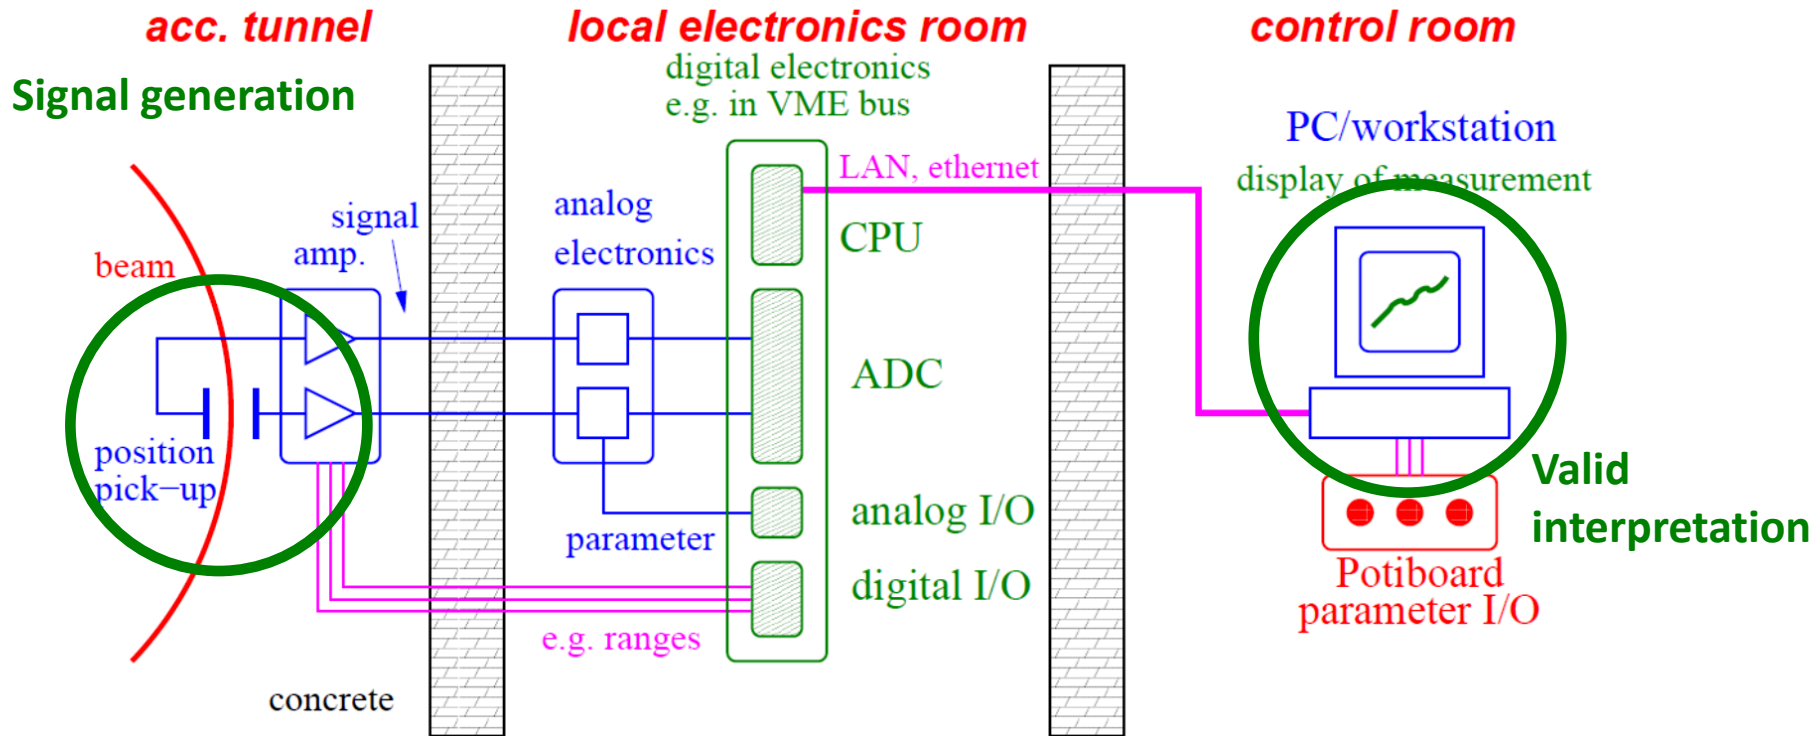 acc. tunnel
local electronics room
control room
Signal generation
digital electronics
e.g. in VME bus
PC/workstation
display of measurement
LAN, ethernet
signal
amp.
analog
electronics
CPU
beam
ADC
position
pick-up
Valid
interpretation
analog I/O
parameter
digital I/O
Potiboard
parameter I/O
e.g. ranges
concrete